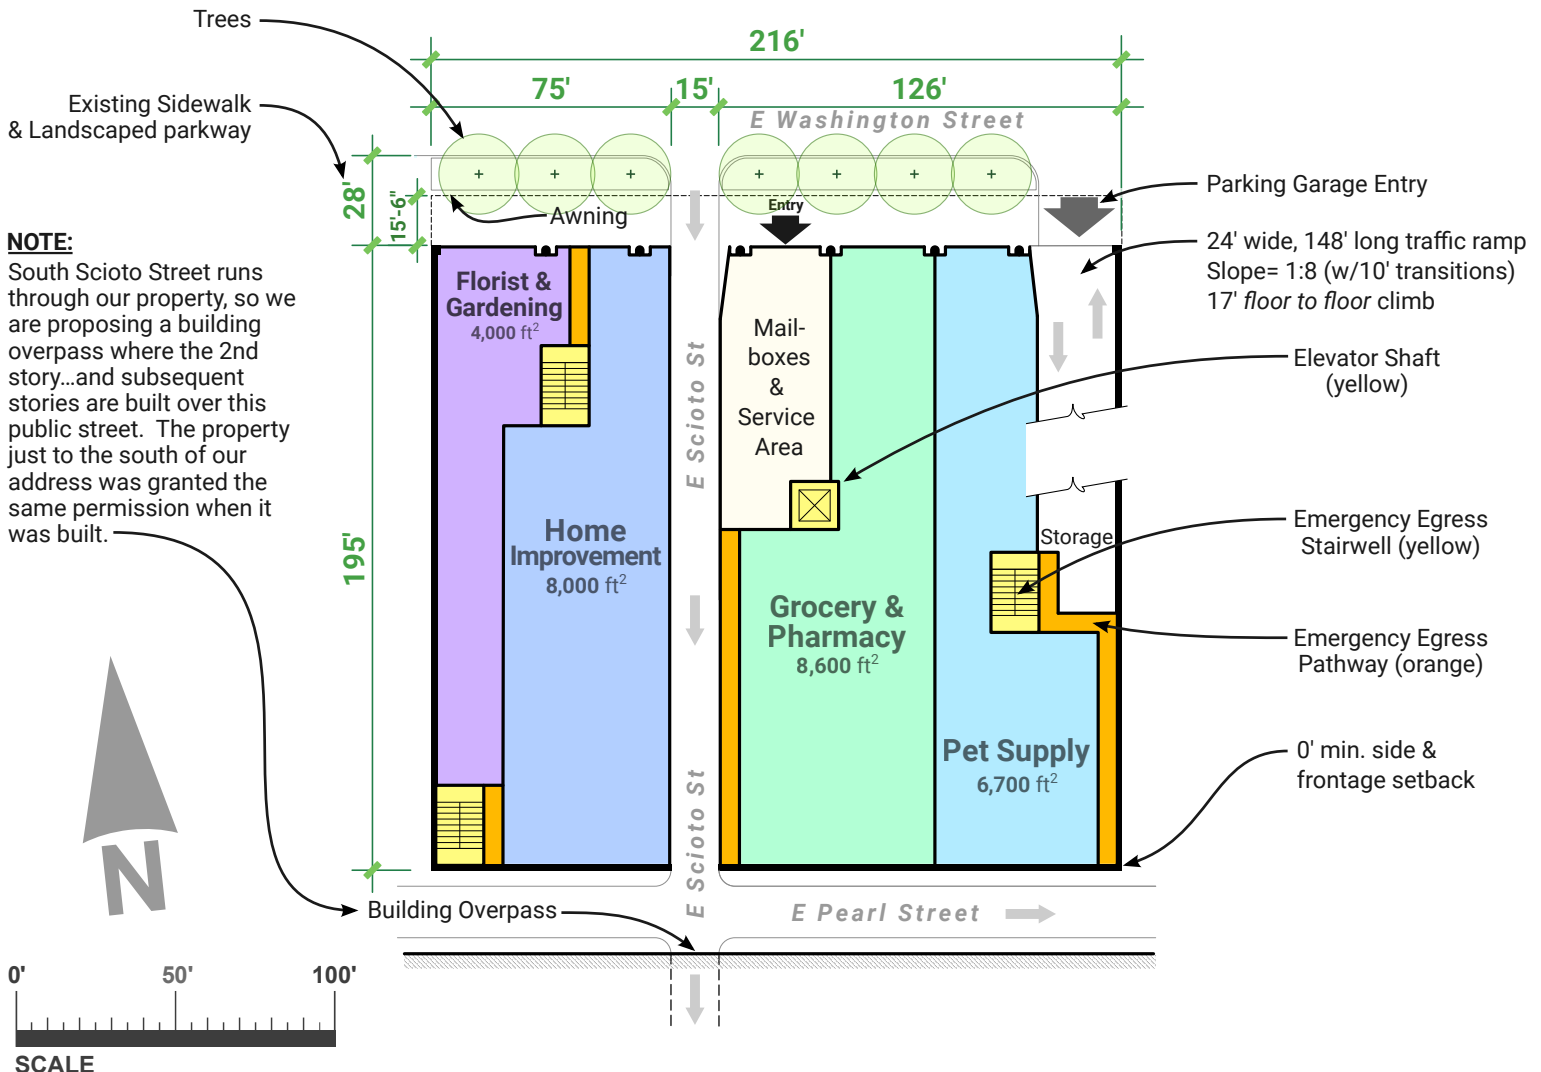 Trees
216'
75'
15'
126'
Existing Sidewalk
& Landscaped parkway
E Washington Street
28'
15'-6"
Awning
Entry
Parking Garage Entry
NOTE:
South Scioto Street runs
through our property, so we
are proposing a building
overpass where the 2nd
story...and subsequent
stories are built over this
public street.  The property
just to the south of our
address was granted the
same permission when it
was built.
24' wide, 148' long traffic ramp
Slope= 1:8 (w/10' transitions)
17' floor to floor climb
Florist &
Gardening
4,000 ft²
Mail-
boxes
&
Service
Area
E Scioto St
Elevator Shaft
(yellow)
195'
Home
Improvement
8,000 ft²
Storage
Emergency Egress
Stairwell (yellow)
Grocery &
Pharmacy
8,600 ft²
Emergency Egress
Pathway (orange)
Pet Supply
6,700 ft²
0' min. side &
frontage setback
E Scioto St
N
Building Overpass
E Pearl Street
0'
50'
100'
SCALE